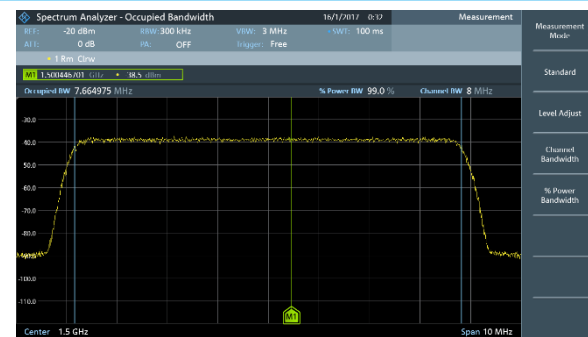 Spectrum Analyzer - Occupied Bandwidth 16/1/2017 0:32 Measurement
REF: -20 dBm RBW: 300 kHz VBW: 3 MHz SWT: 100 ms
ATT: 0 dB PA: OFF Trigger: Free
1 Rm Clrw
M1 1.500446701 GHz -38.5 dBm
Occupied BW 7.664975 MHz % Power BW 99.0 % Channel BW 8 MHz
-30.0
-40.0
-50.0
-60.0
-70.0
-80.0
-100.0
-110.0
M1
Center 1.5 GHz Span 10 MHz
Measurement
Mode
Standard
Level Adjust
Channel
Bandwidth
% Power
Bandwidth